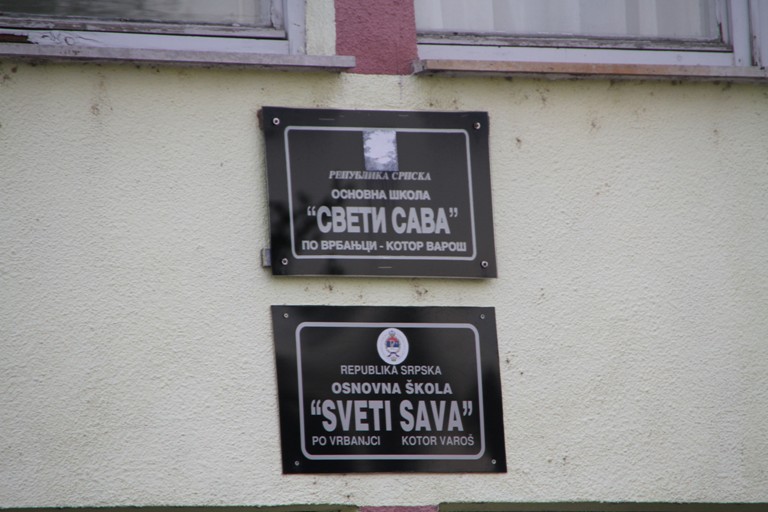 РЕПУБЛИКА СРПСКА
ОСНОВНА ШКОЛА
“СВЕТИ САВА”
ПО ВРБАЊЦИ - КОТОР ВАРОШ
REPUBLIKA SRPSKA
OSNOVNA ŠKOLA
“SVETI SAVA”
PO VRBANJCI KOTOR VAROŠ